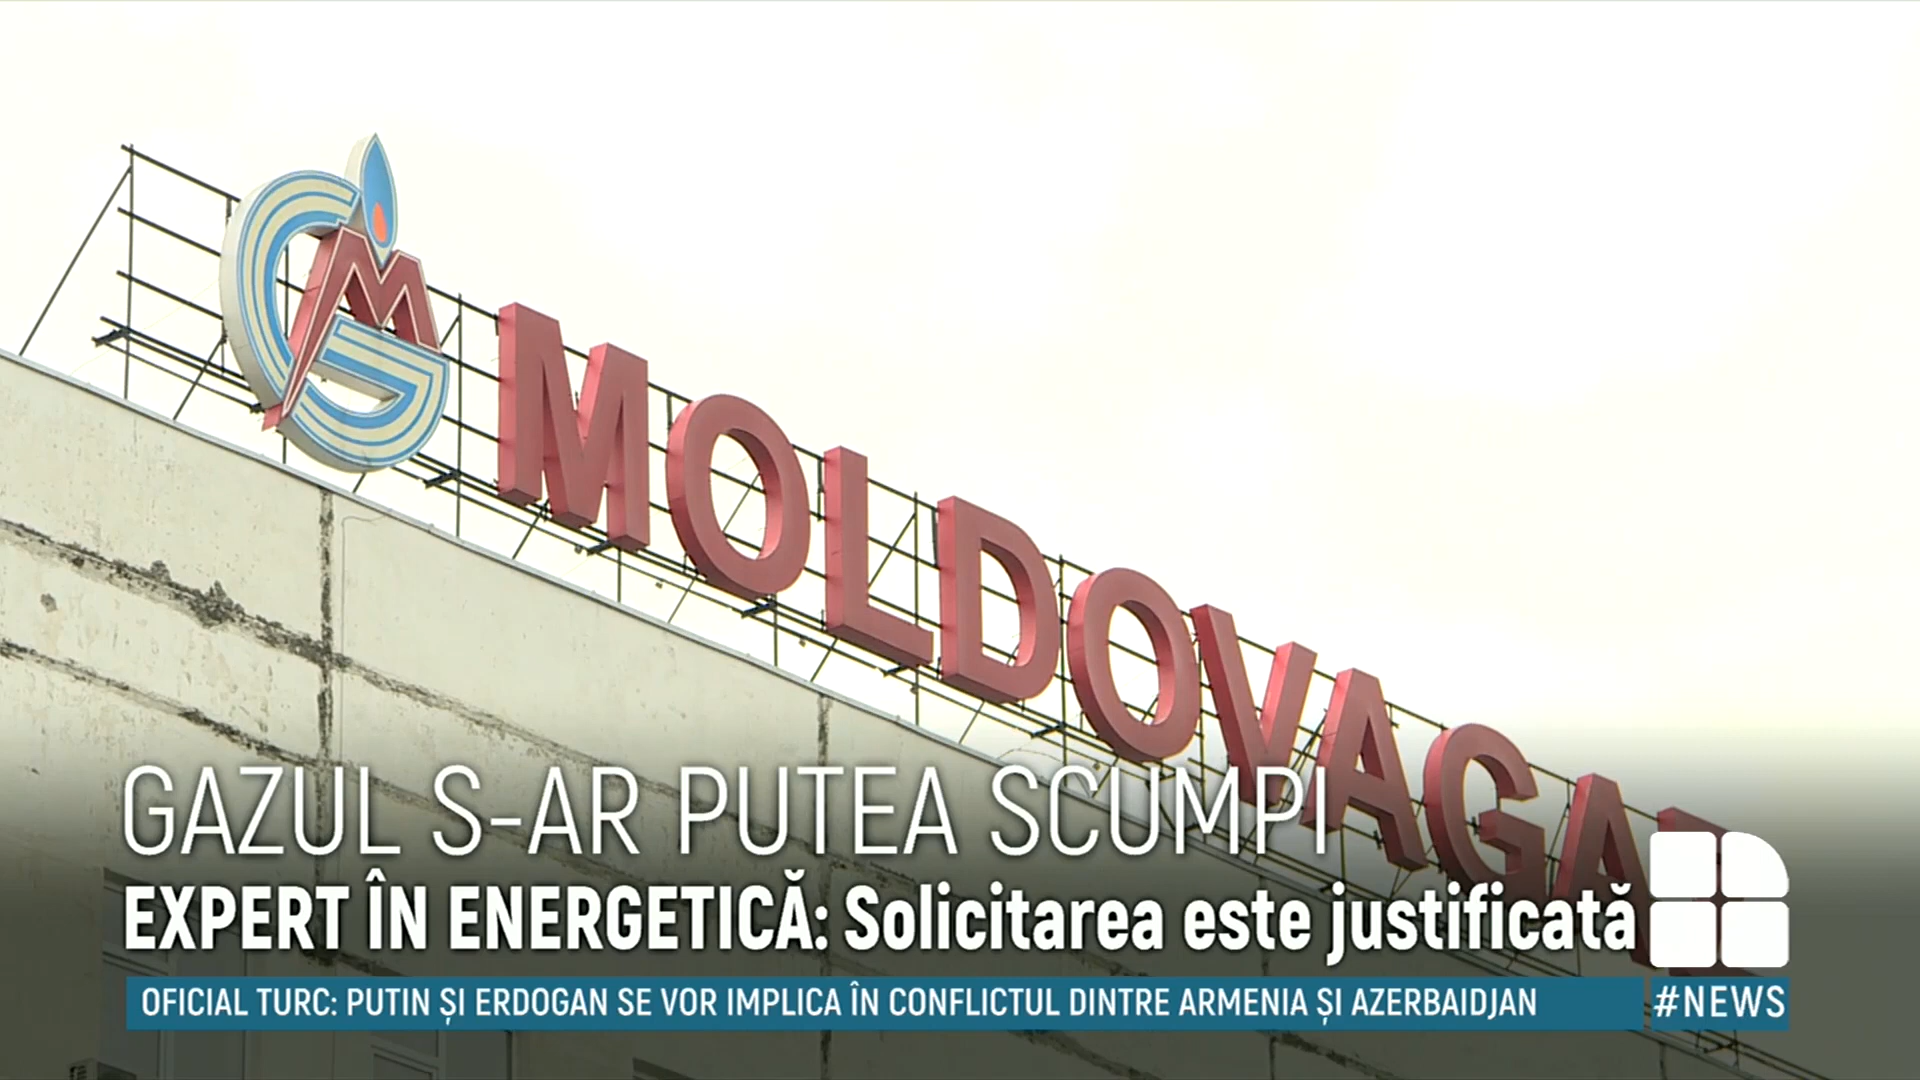 MOLDOVAGA
GAZUL S-AR PUTEA SCUMPI
EXPERT ÎN ENERGETICĂ: Solicitarea este justificată
OFICIAL TURC: PUTIN ȘI ERDOGAN SE VOR IMPLICA ÎN CONFLICTUL DINTRE ARMENIA ȘI AZERBAIDJAN
#NEWS